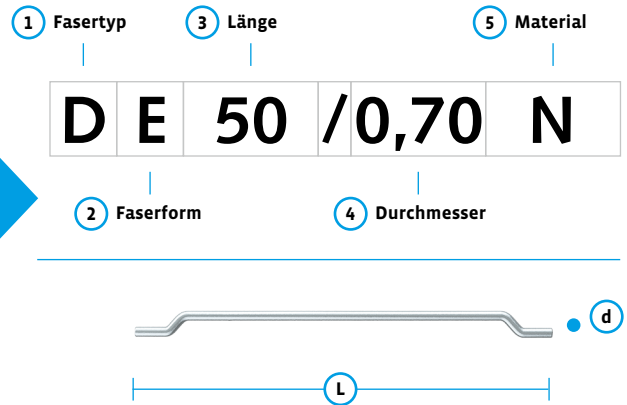 1 Fasertyp 3 Länge 5 Material
D E 50 /0,70 N
2 Faserform 4 Durchmesser
d
L